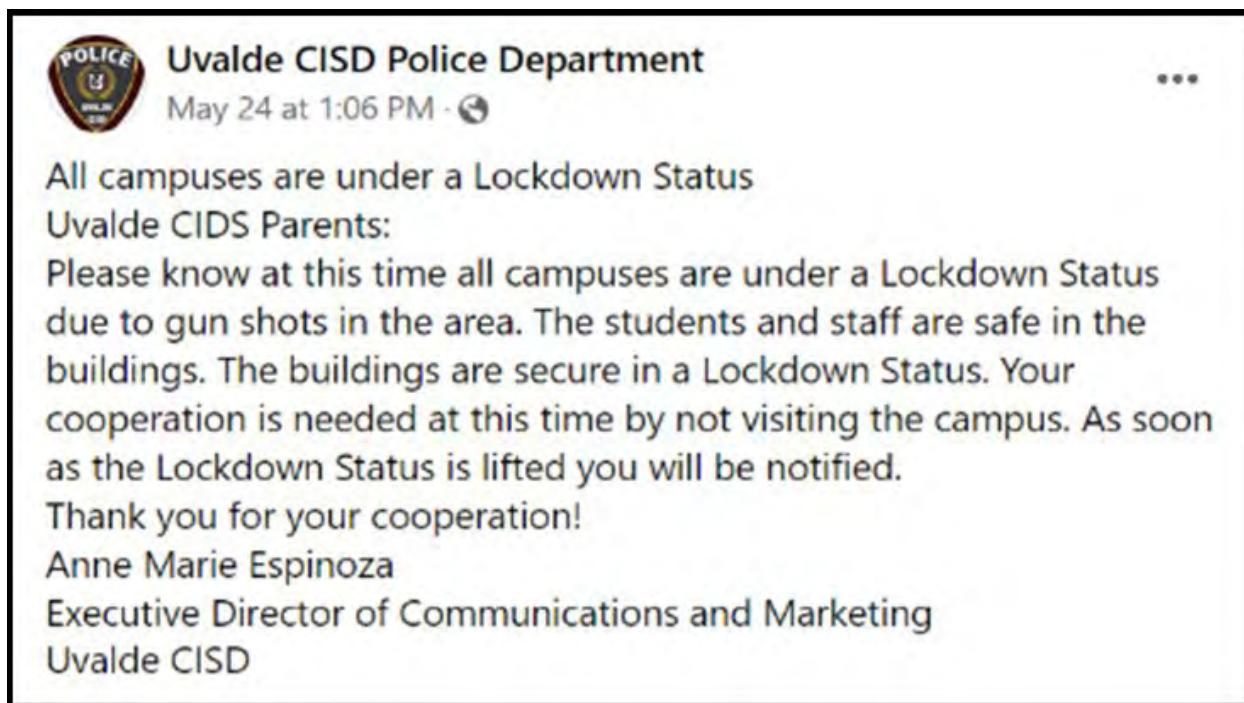 POLICE
Uvalde CISD Police Department
May 24 at 1:06 PM ·
All campuses are under a Lockdown Status
Uvalde CIDS Parents:
Please know at this time all campuses are under a Lockdown Status
due to gun shots in the area. The students and staff are safe in the
buildings. The buildings are secure in a Lockdown Status. Your
cooperation is needed at this time by not visiting the campus. As soon
as the Lockdown Status is lifted you will be notified.
Thank you for your cooperation!
Anne Marie Espinoza
Executive Director of Communications and Marketing
Uvalde CISD